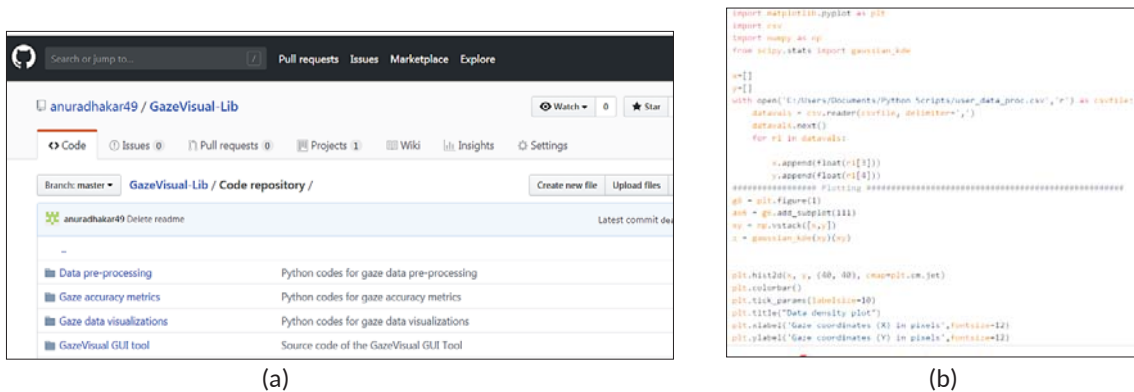 Search or jump to... /
Pull requests Issues Marketplace Explore
anuradhakar49 / GazeVisual-Lib
Watch 0 Star
Code Issues 0 Pull requests 0 Projects 1 Wiki Insights Settings
Branch: master GazeVisual-Lib / Code repository / Create new file Upload files
anuradhakar49 Delete readme Latest commit
..
Data pre-processing Python codes for gaze data pre-processing
Gaze accuracy metrics Python codes for gaze accuracy metrics
Gaze data visualizations Python codes for gaze data visualizations
GazeVisual GUI tool Source code of the GazeVisual GUI Tool
(a)
import matplotlib.pyplot as plt
import csv
import numpy as np
from scipy.stats import gaussian_kde
x=[]
y=[]
with open('C:/Users/Documents/Python Scripts/user_data_proc.csv','r') as csvfile:
datavals = csv.reader(csvfile, delimiter=',')
datavals.next()
for r1 in datavals:
x.append(float(r1[3]))
y.append(float(r1[4]))
################# Plotting
= plt.figure(1)
.add_subplot(111)
xy = np.vstack([x,y])
z = gaussian_kde(xy)(xy)
plt.hist2d(x, y, (40, 40), cmap=plt.cm.jet)
plt.colorbar()
plt.tick_params(labelsize=10)
plt.title("Data density plot")
plt.xlabel('Gaze coordinates (X) in pixels',fontsize=12)
plt.ylabel('Gaze coordinates (Y) in pixels',fontsize=12)
(b)